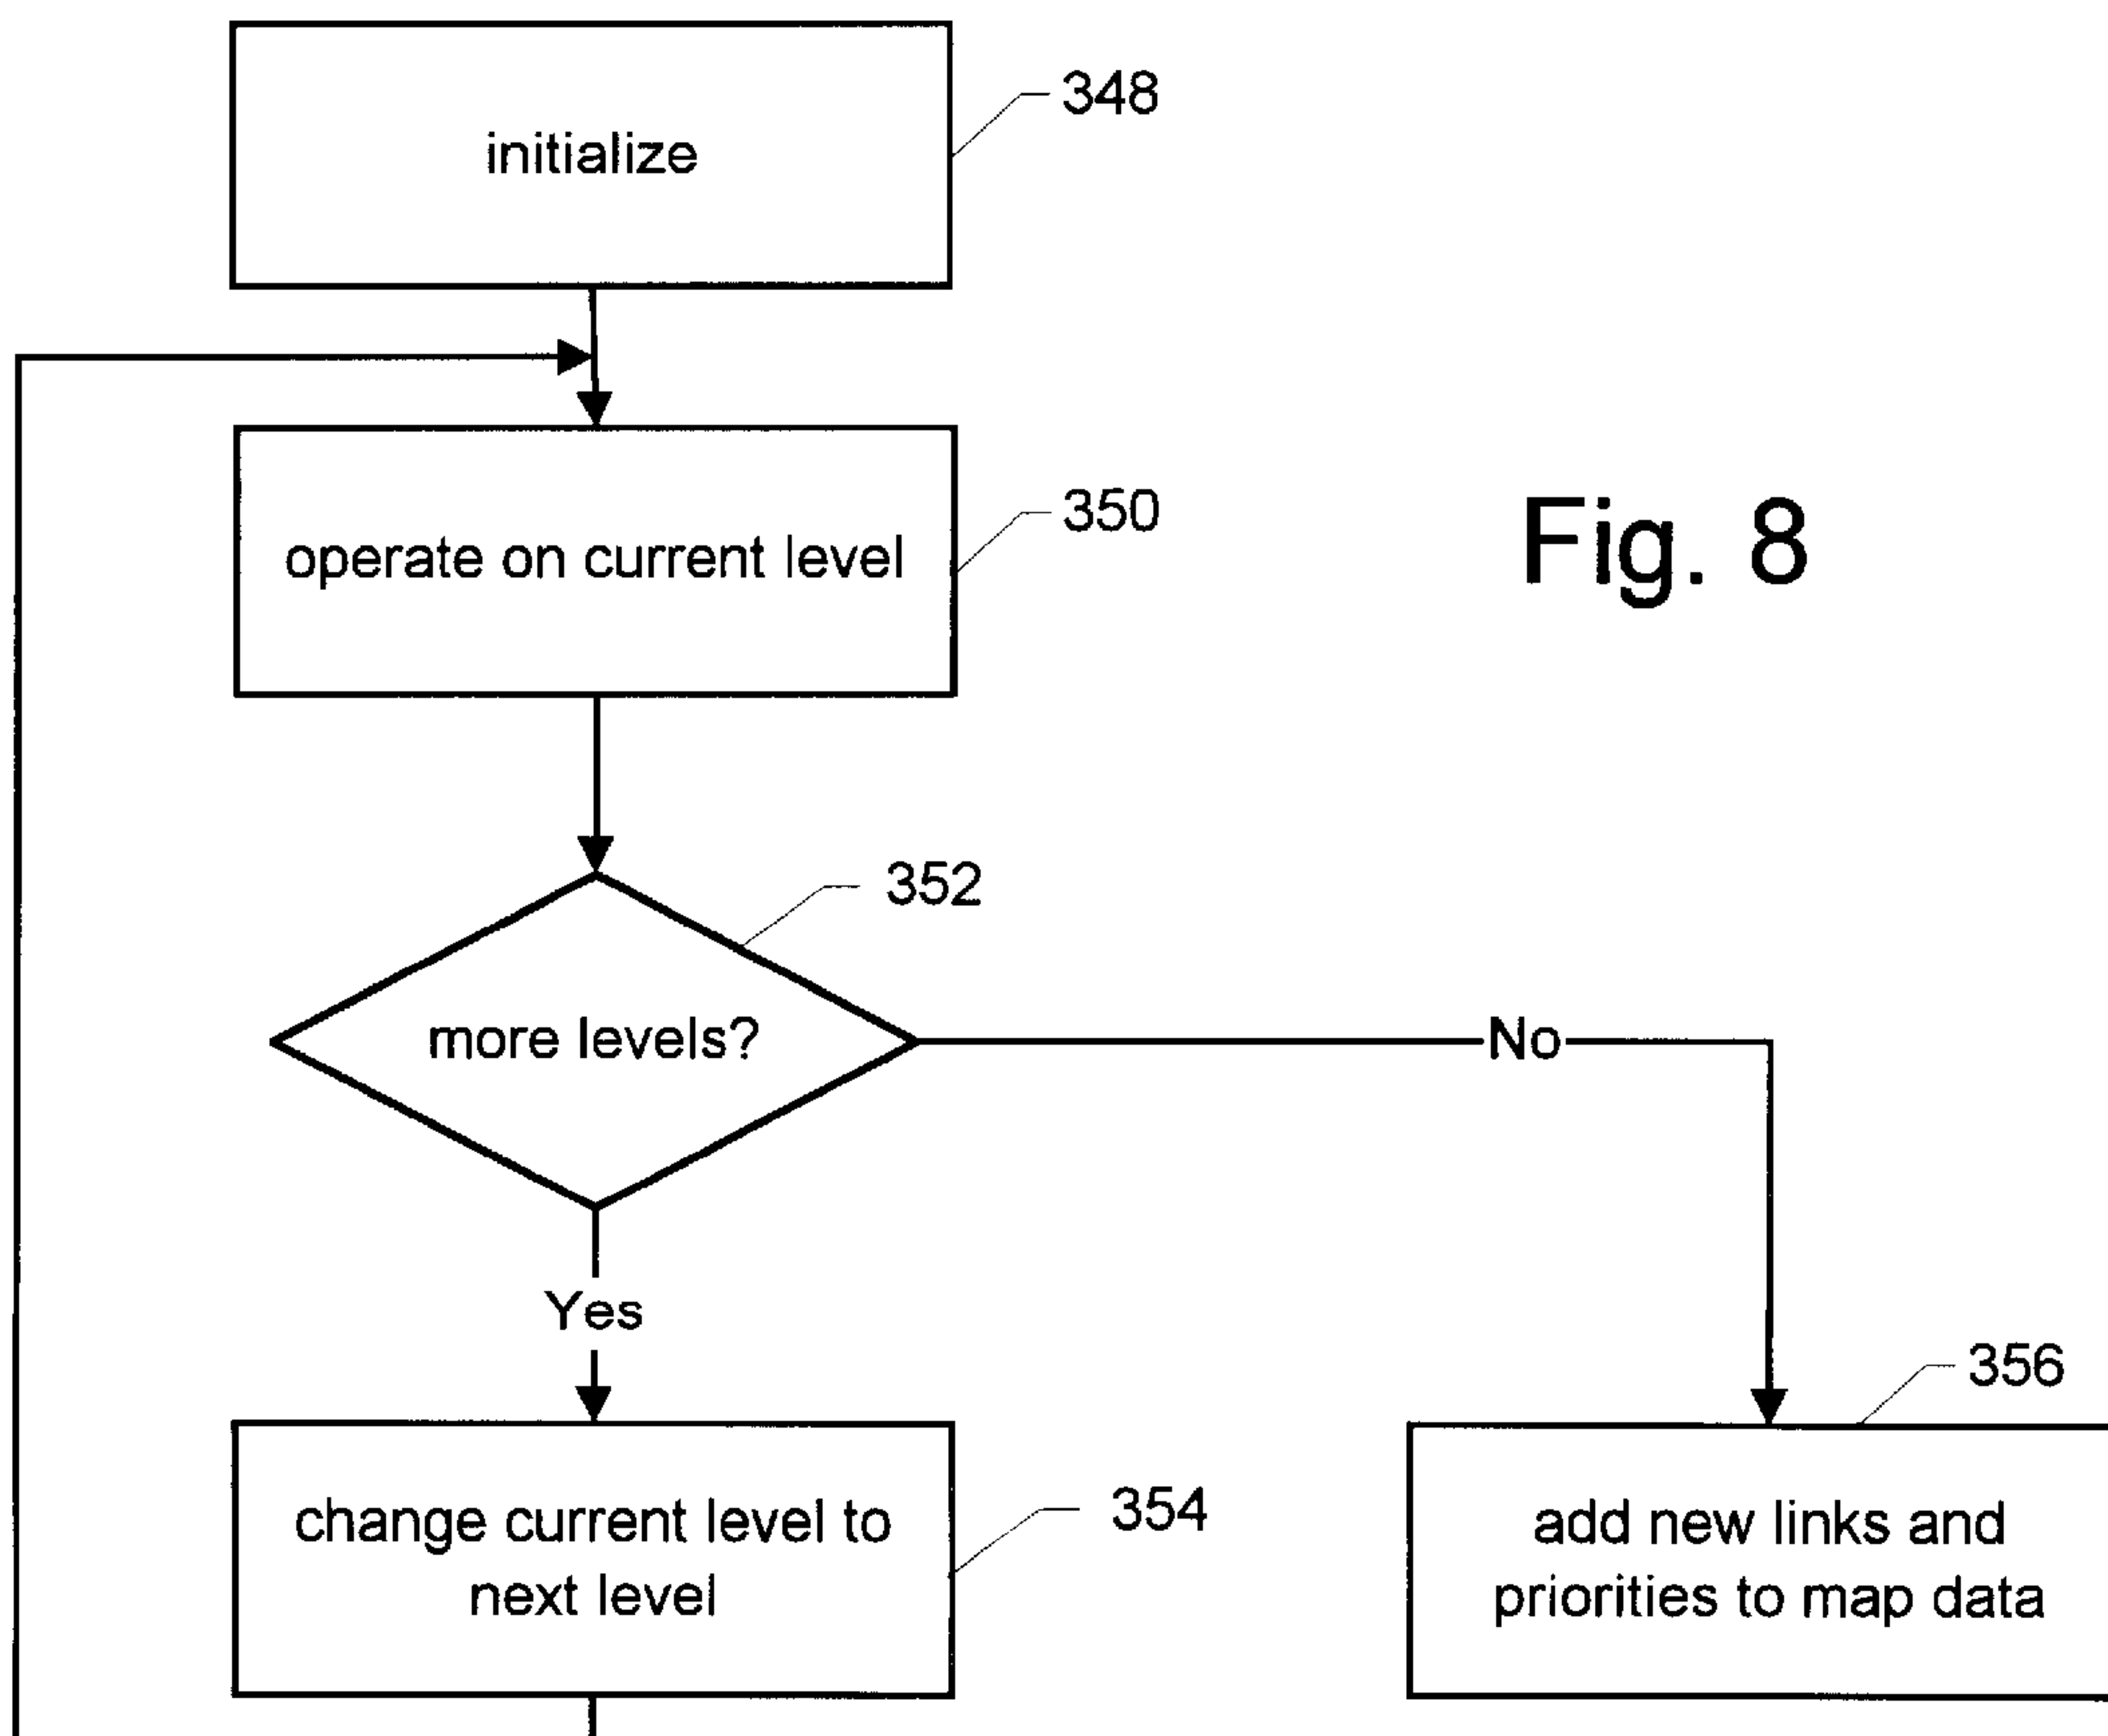 initialize
348
operate on current level
350
Fig. 8
352
more levels?
No
Yes
356
change current level to
next level
354
add new links and
priorities to map data